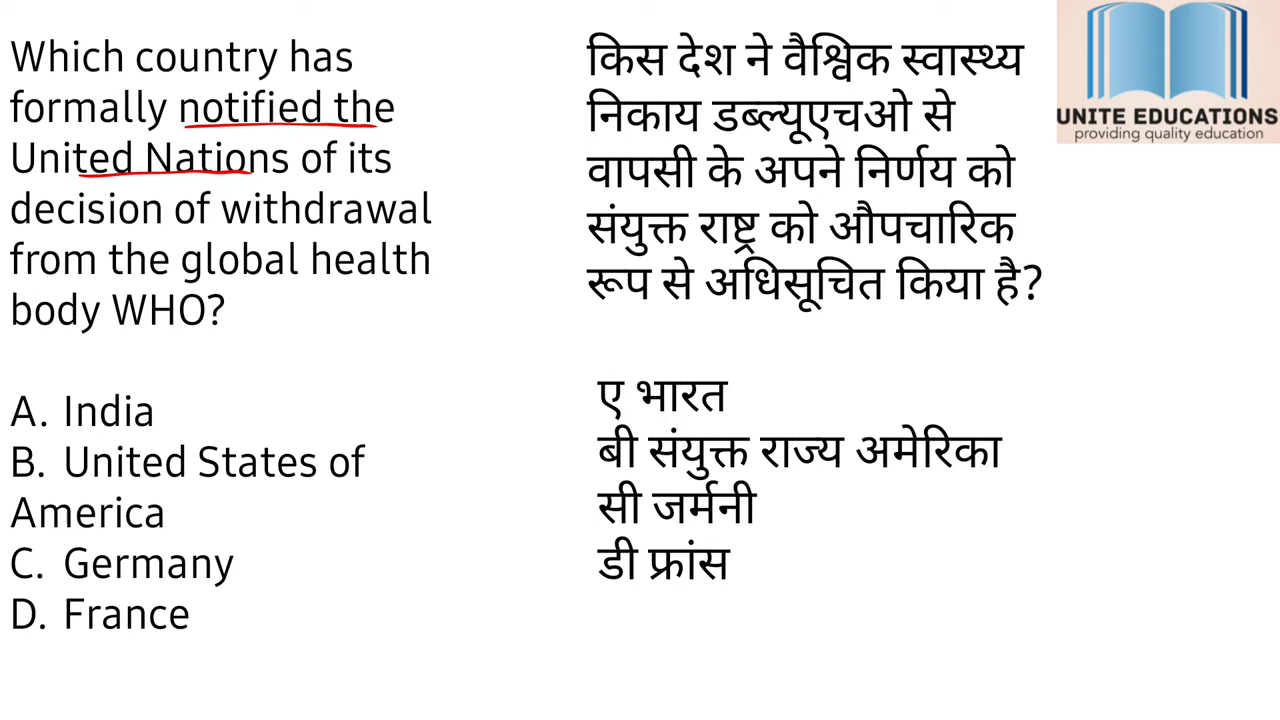 Which country has
formally notified the
United Nations of its
decision of withdrawal
from the global health
body WHO?
A. India
B. United States of
America
C. Germany
D. France
किस देश ने वैश्विक स्वास्थ्य
निकाय डब्ल्यूएचओ से
वापसी के अपने निर्णय को
संयुक्त राष्ट्र को औपचारिक
रूप से अधिसूचित किया है?
ए भारत
बी संयुक्त राज्य अमेरिका
सी जर्मनी
डी फ्रांस
UNITE EDUCATIONS
providing quality education